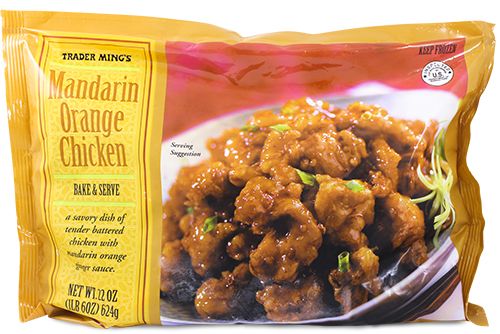 TRADER MING'S
Mandarin
Orange
Chicken
BAKE & SERVE
a savory dish of
tender battered
chicken with
mandarin orange
ginger sauce.
NET WT. 22 OZ
(1LB 6OZ) 624g
Serving
Suggestion
KEEP FROZEN
U.S.